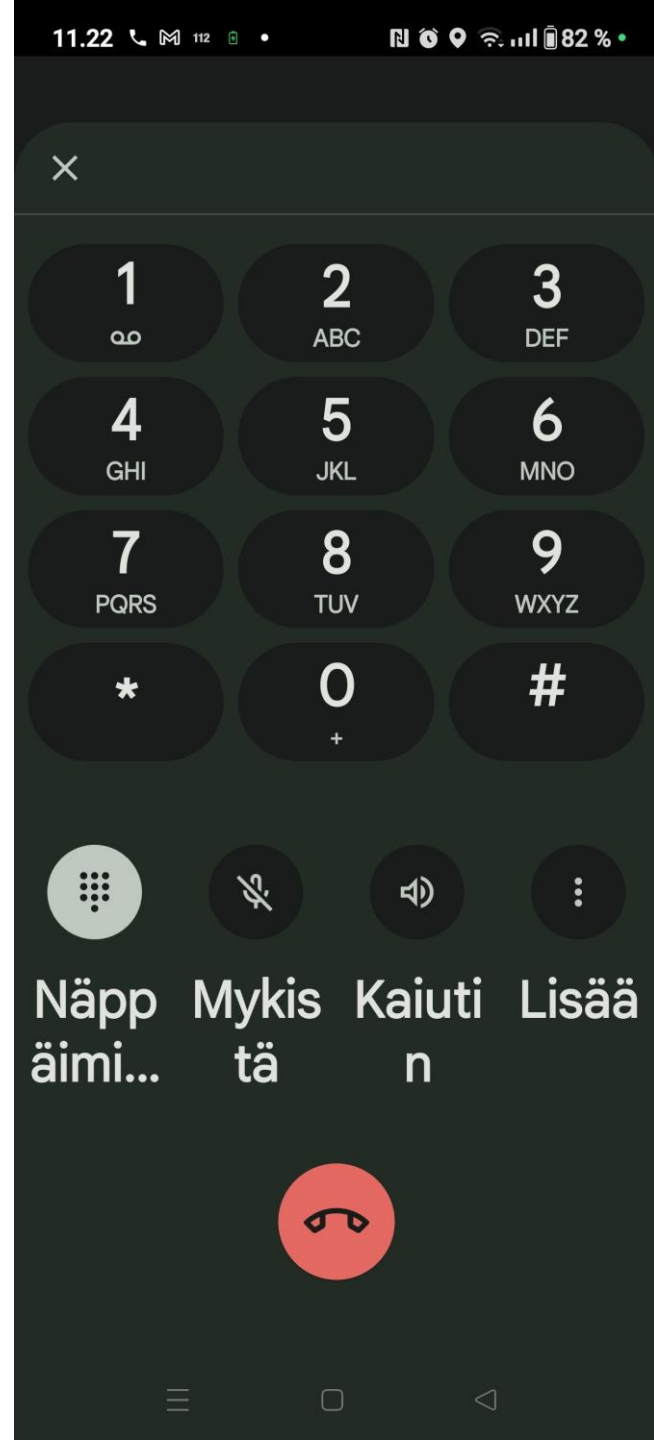 11.22 112 82 %
1 2 3
ABC DEF
4 5 6
GHI JKL MNO
7 8 9
PQRS TUV WXYZ
* 0 #
+
Näpp Mykis Kaiuti Lisää
äimi... tä n